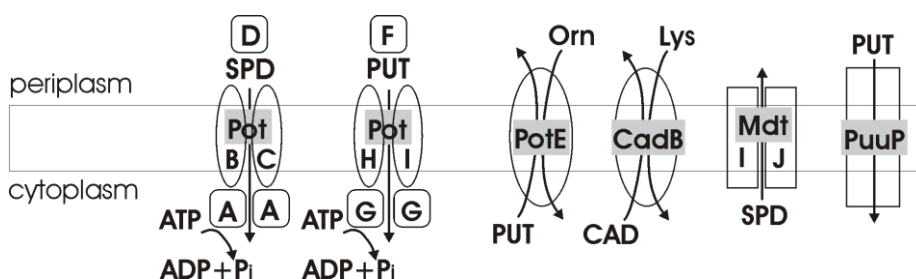 D F Orn Lys PUT
SPD PUT
periplasm
Pot Pot PotE CadB Mdt PuuP
B C H I I J
cytoplasm
A A G G
ATP ATP PUT CAD SPD
ADP+Pi ADP+Pi